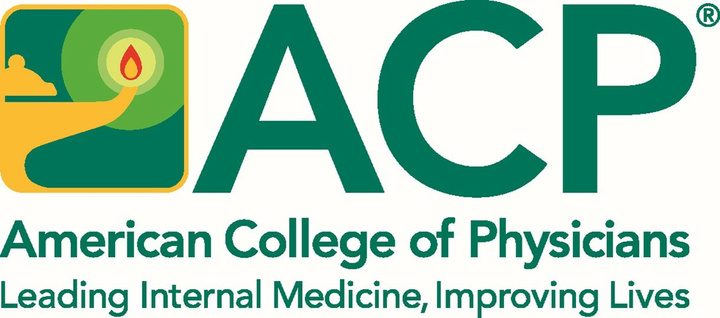 ACP®
American College of Physicians
Leading Internal Medicine, Improving Lives